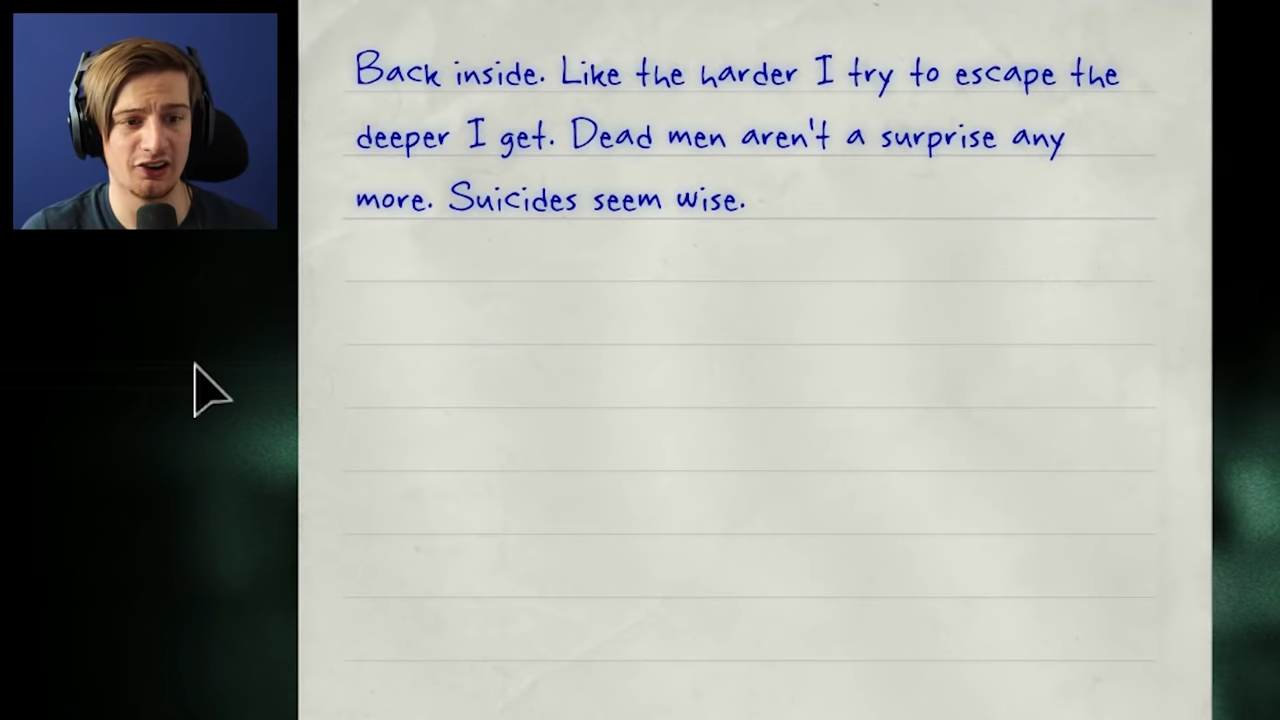 Back inside. Like the harder I try to escape the
deeper I get. Dead men aren't a surprise any
more. Suicides seem wise.